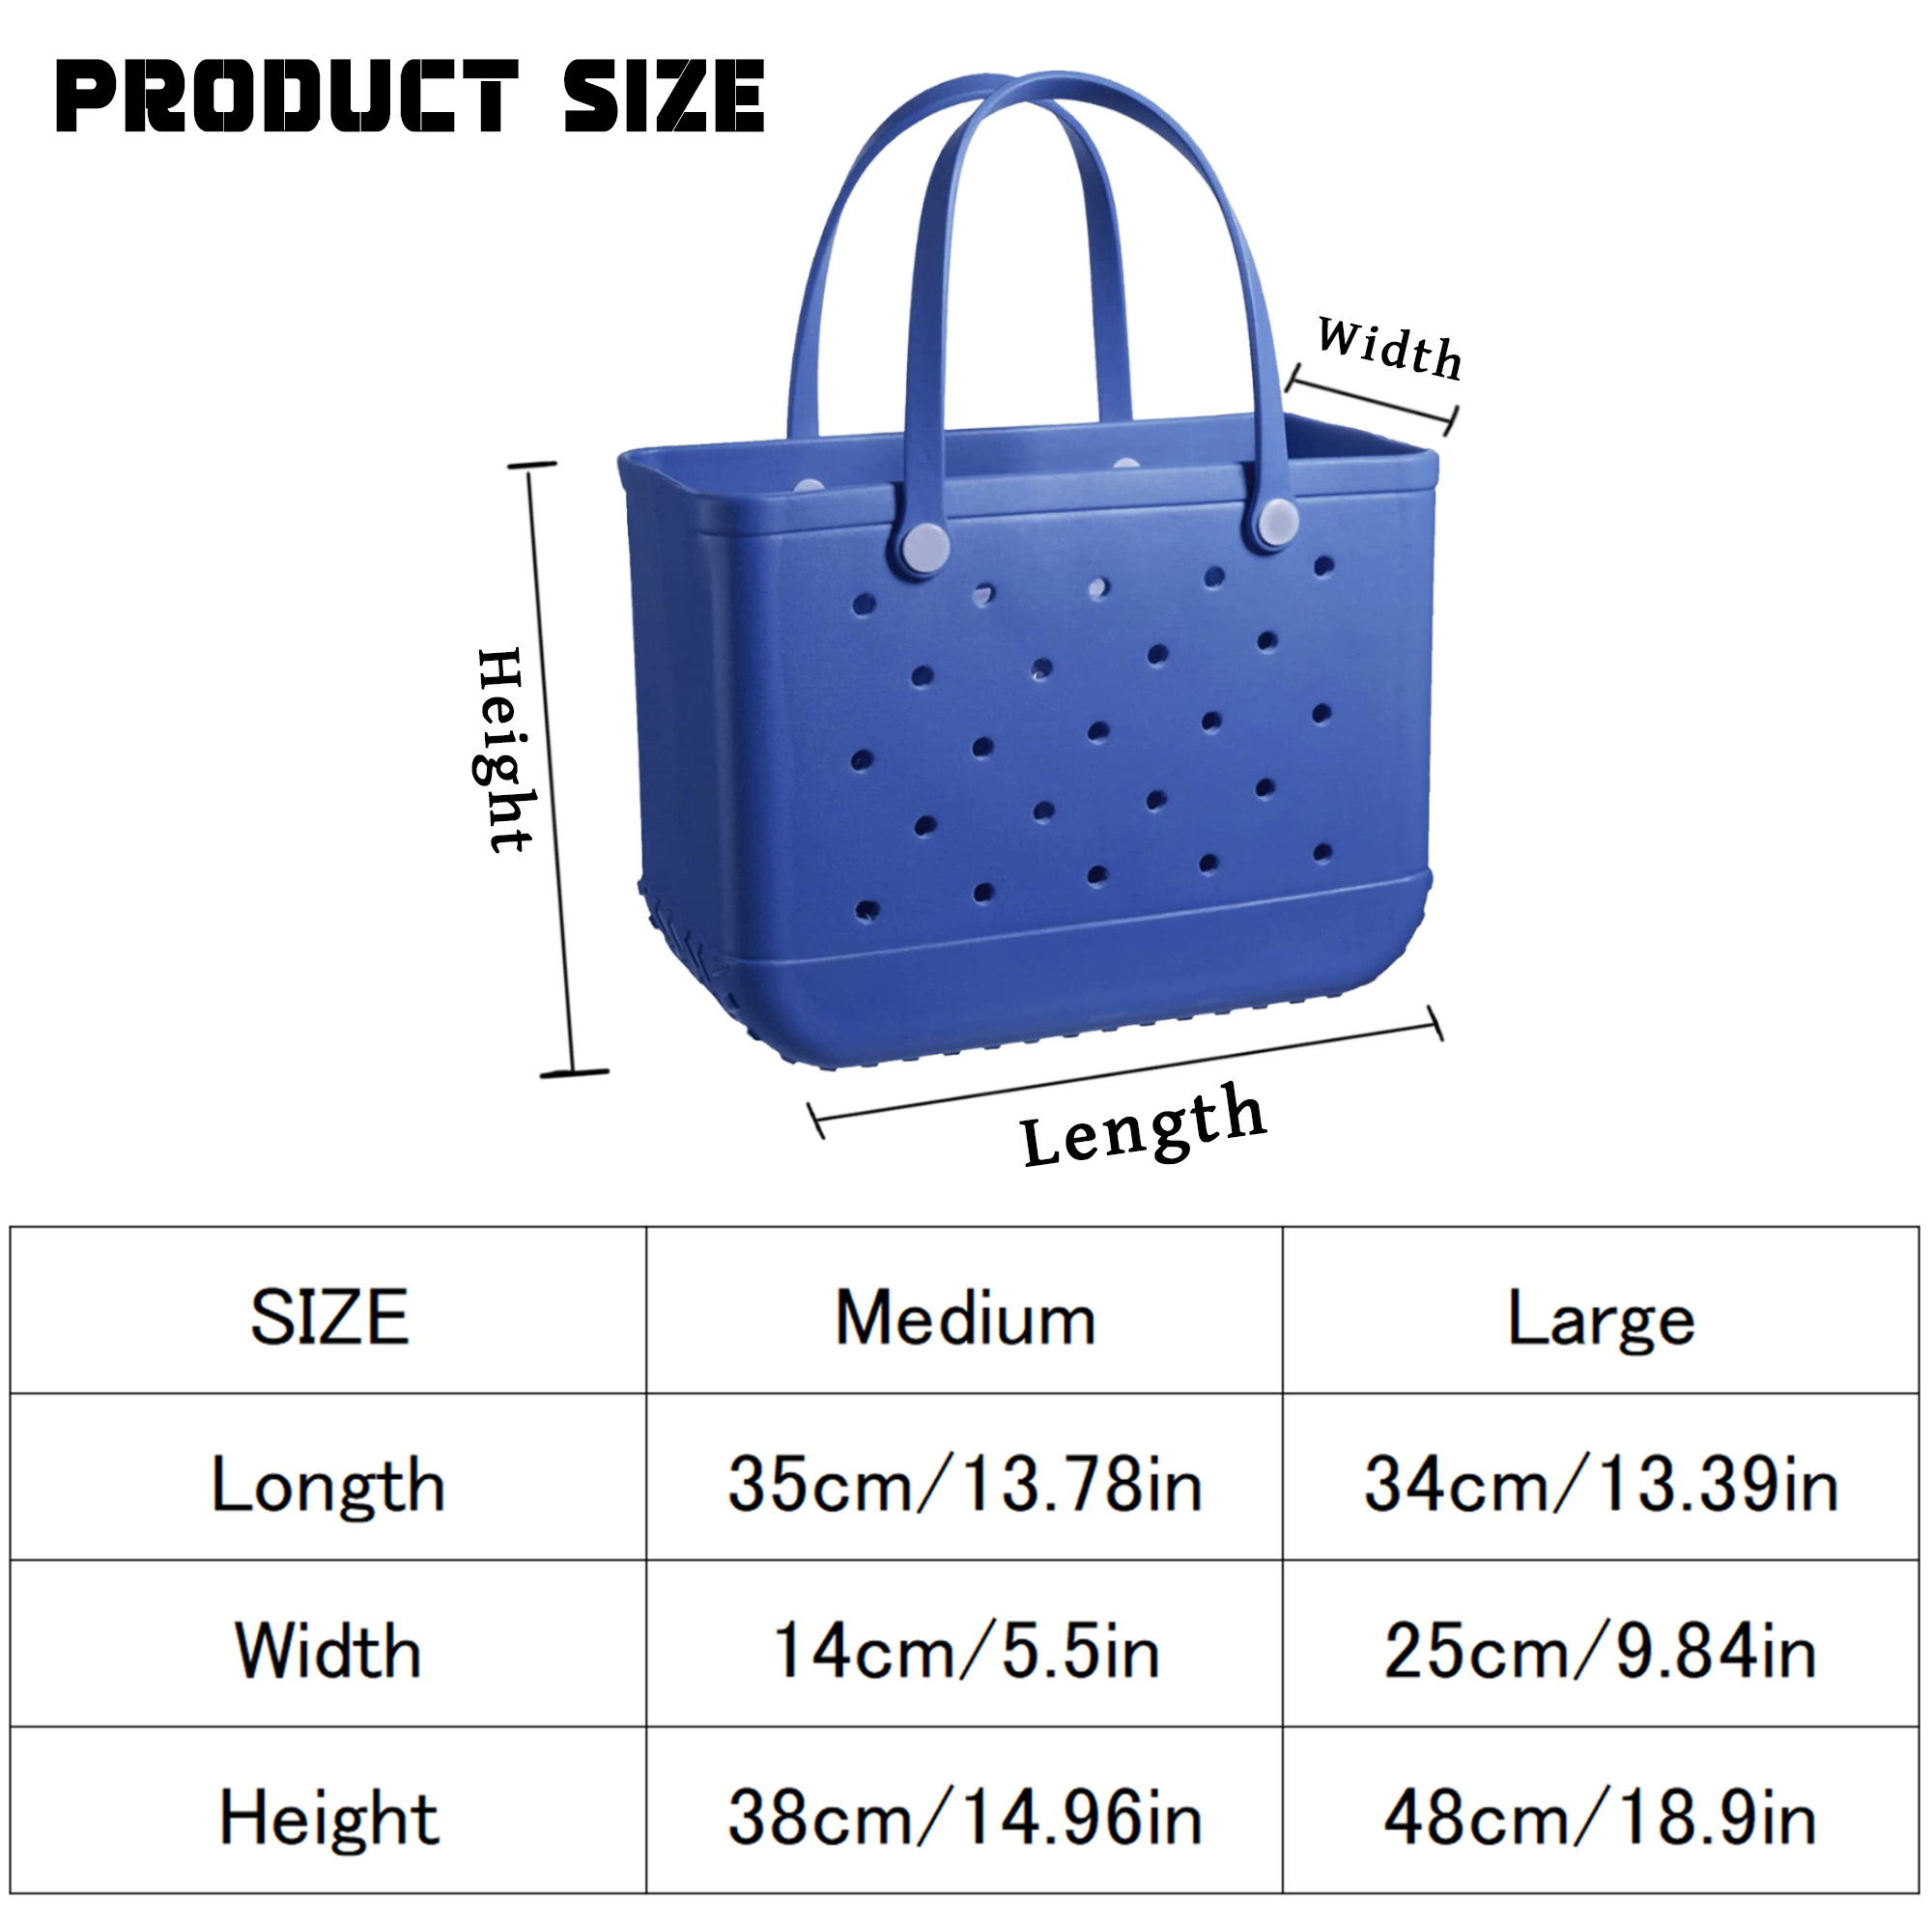 PRODUCT SIZE
Width
Height
Length
SIZE Medium Large
Longth 35cm/13.78in 34cm/13.39in
Width 14cm/5.5in 25cm/9.84in
Height 38cm/14.96in 48cm/18.9in